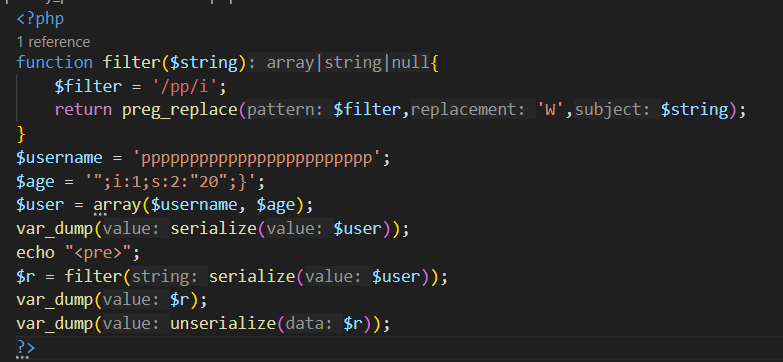 <?php
1 reference
function filter($string): array|string|null{
$filter = '/pp/i';
return preg_replace(pattern: $filter,replacement: 'W',subject: $string);
}
$username = 'pppppppppppppppppppppppp';
$age = '";i:1;s:2:"20";}';
$user = array($username, $age);
var_dump(value: serialize(value: $user));
echo "<pre>";
$r = filter(string: serialize(value: $user));
var_dump(value: $r);
var_dump(value: unserialize(data: $r));
?>